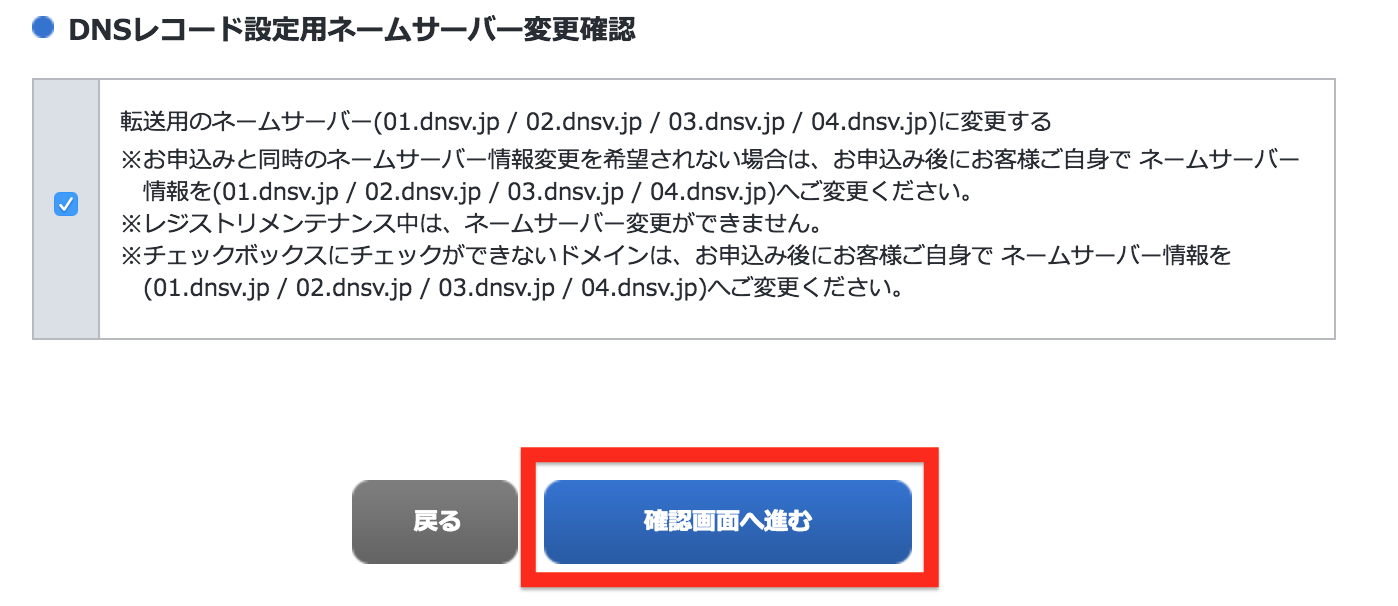 DNSレコード設定用ネームサーバー変更確認
転送用のネームサーバー(01.dnsv.jp / 02.dnsv.jp / 03.dnsv.jp / 04.dnsv.jp)に変更する
※お申込みと同時のネームサーバー情報変更を希望されない場合は、お申込み後にお客様ご自身で ネームサーバー
情報を(01.dnsv.jp / 02.dnsv.jp / 03.dnsv.jp / 04.dnsv.jp)へご変更ください。
※レジストリメンテナンス中は、ネームサーバー変更ができません。
※チェックボックスにチェックができないドメインは、お申込み後にお客様ご自身で ネームサーバー情報を
(01.dnsv.jp / 02.dnsv.jp / 03.dnsv.jp / 04.dnsv.jp)へご変更ください。
戻る
確認画面へ進む